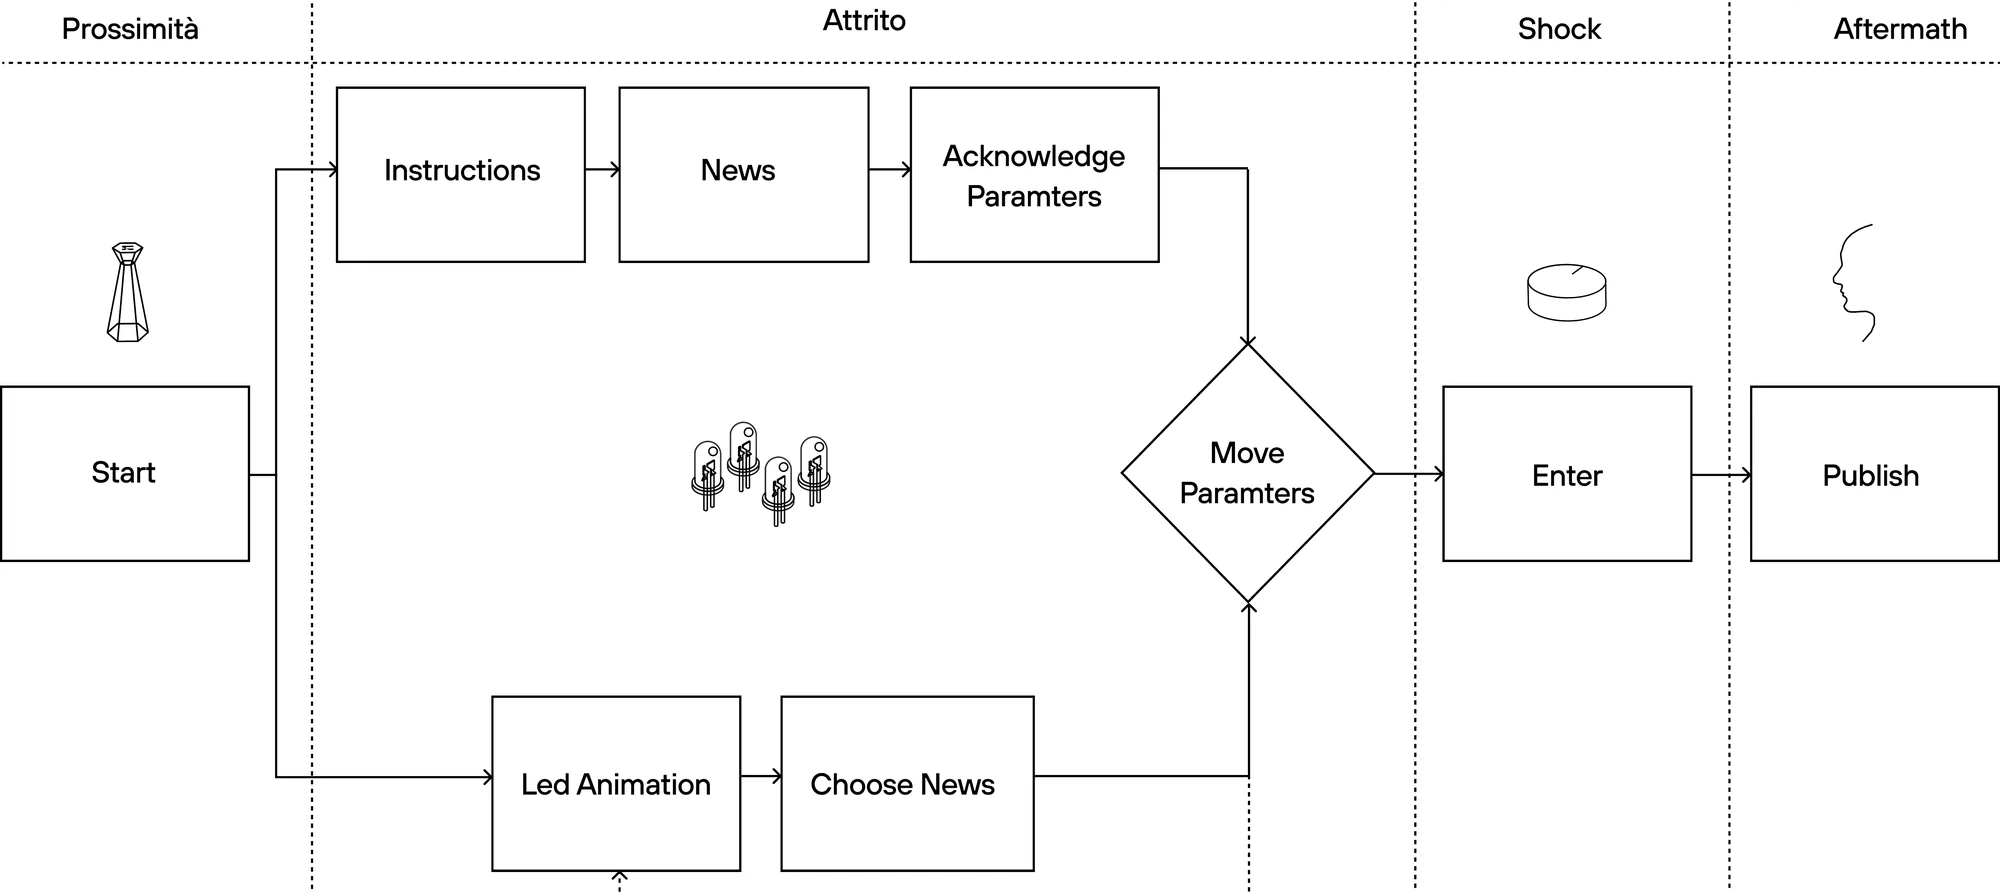 Prossimità
Attrito
Shock
Aftermath
Instructions
News
Acknowledge
Paramters
Start
Move
Paramters
Enter
Publish
Led Animation
Choose News